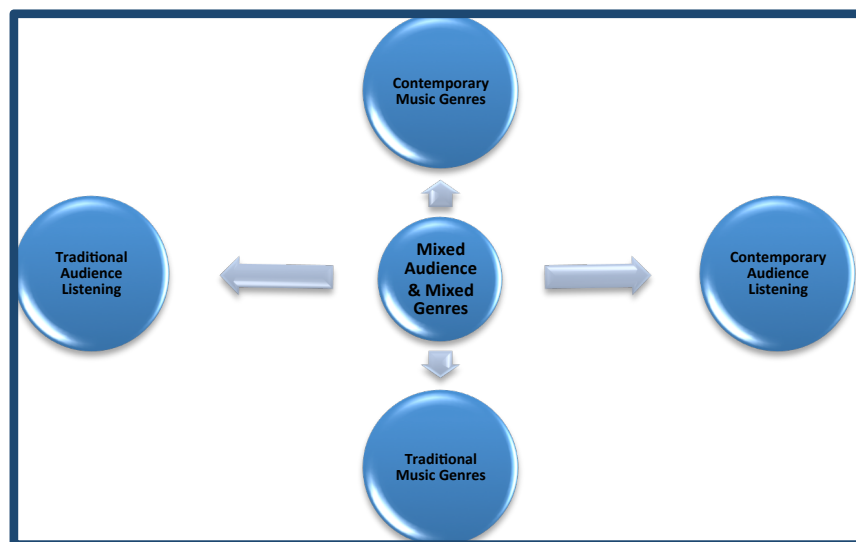 Contemporary
Music Genres
Traditional
Audience
Listening
Mixed
Audience
& Mixed
Genres
Contemporary
Audience
Listening
Traditional
Music Genres